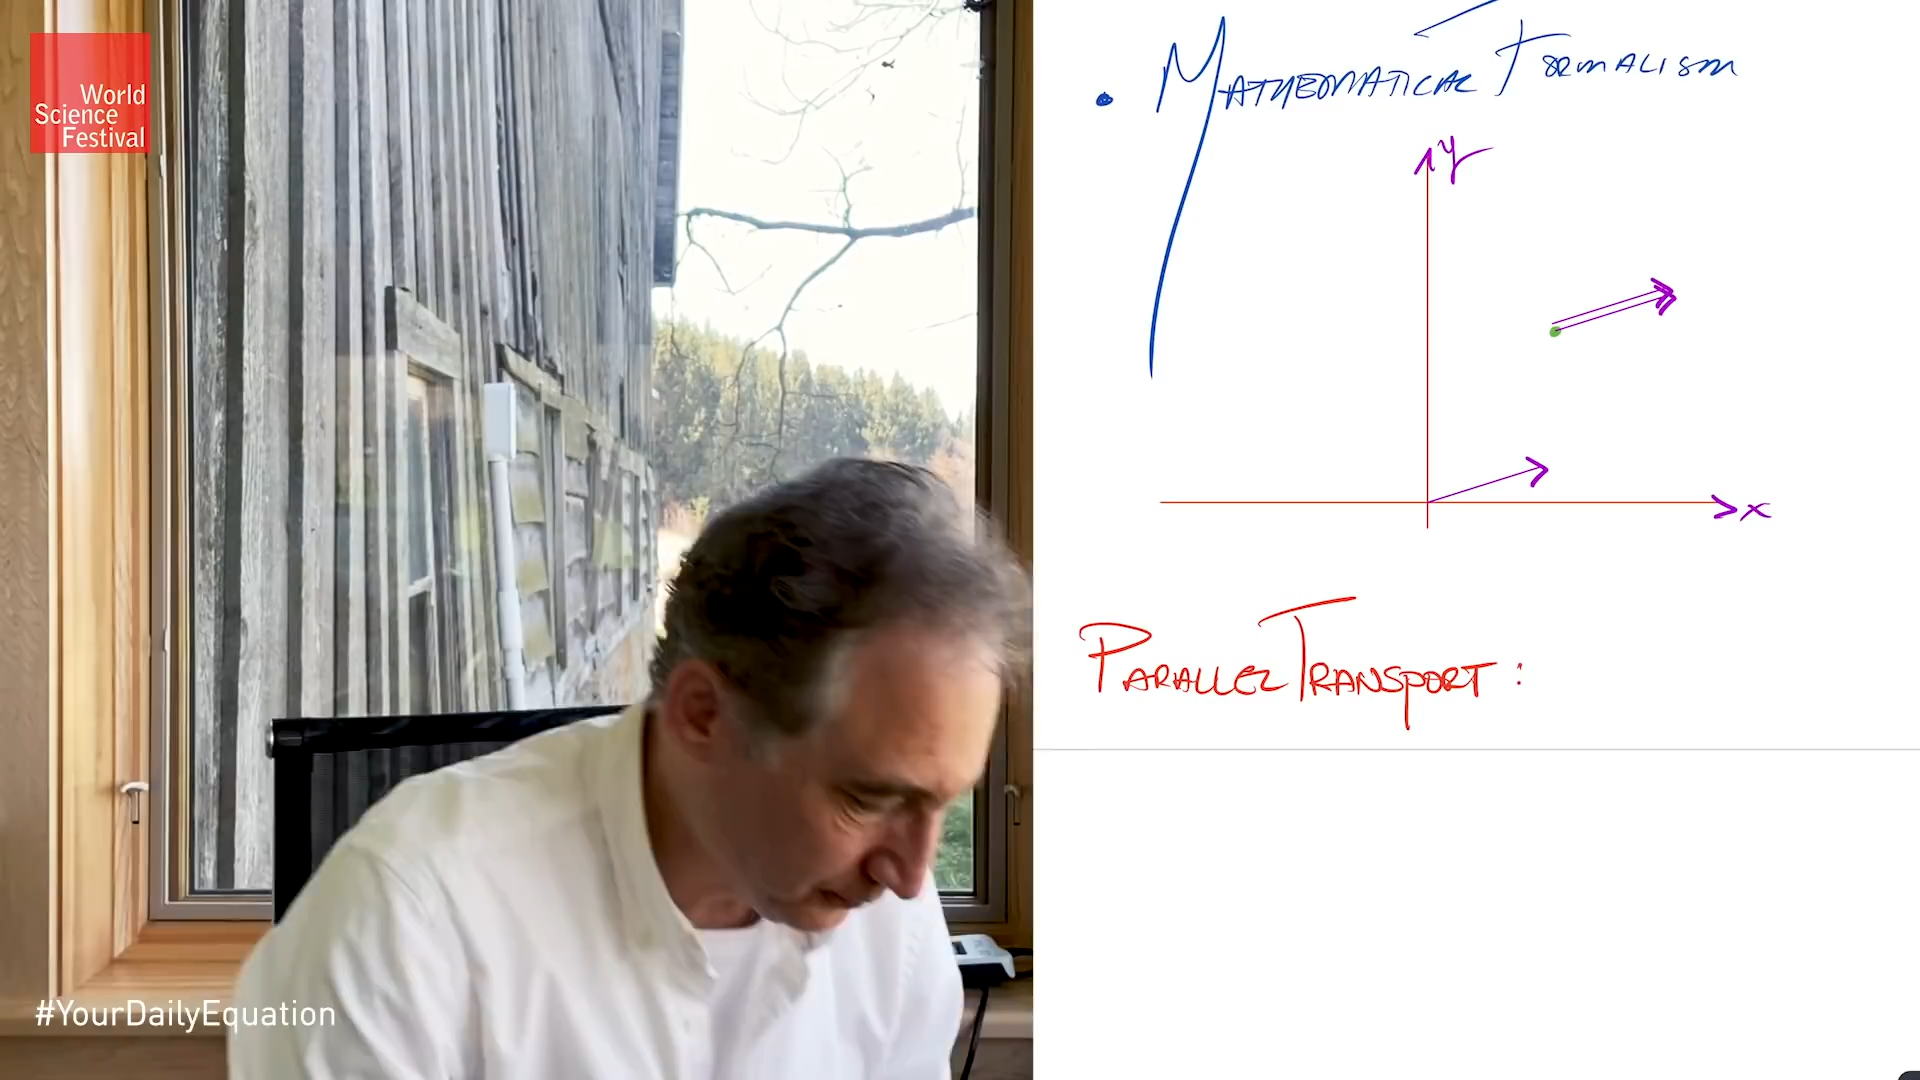 World
Science
Festival
• MATHEMATICAL FORMALISM
y
x
PARALLEL TRANSPORT :
#YourDailyEquation